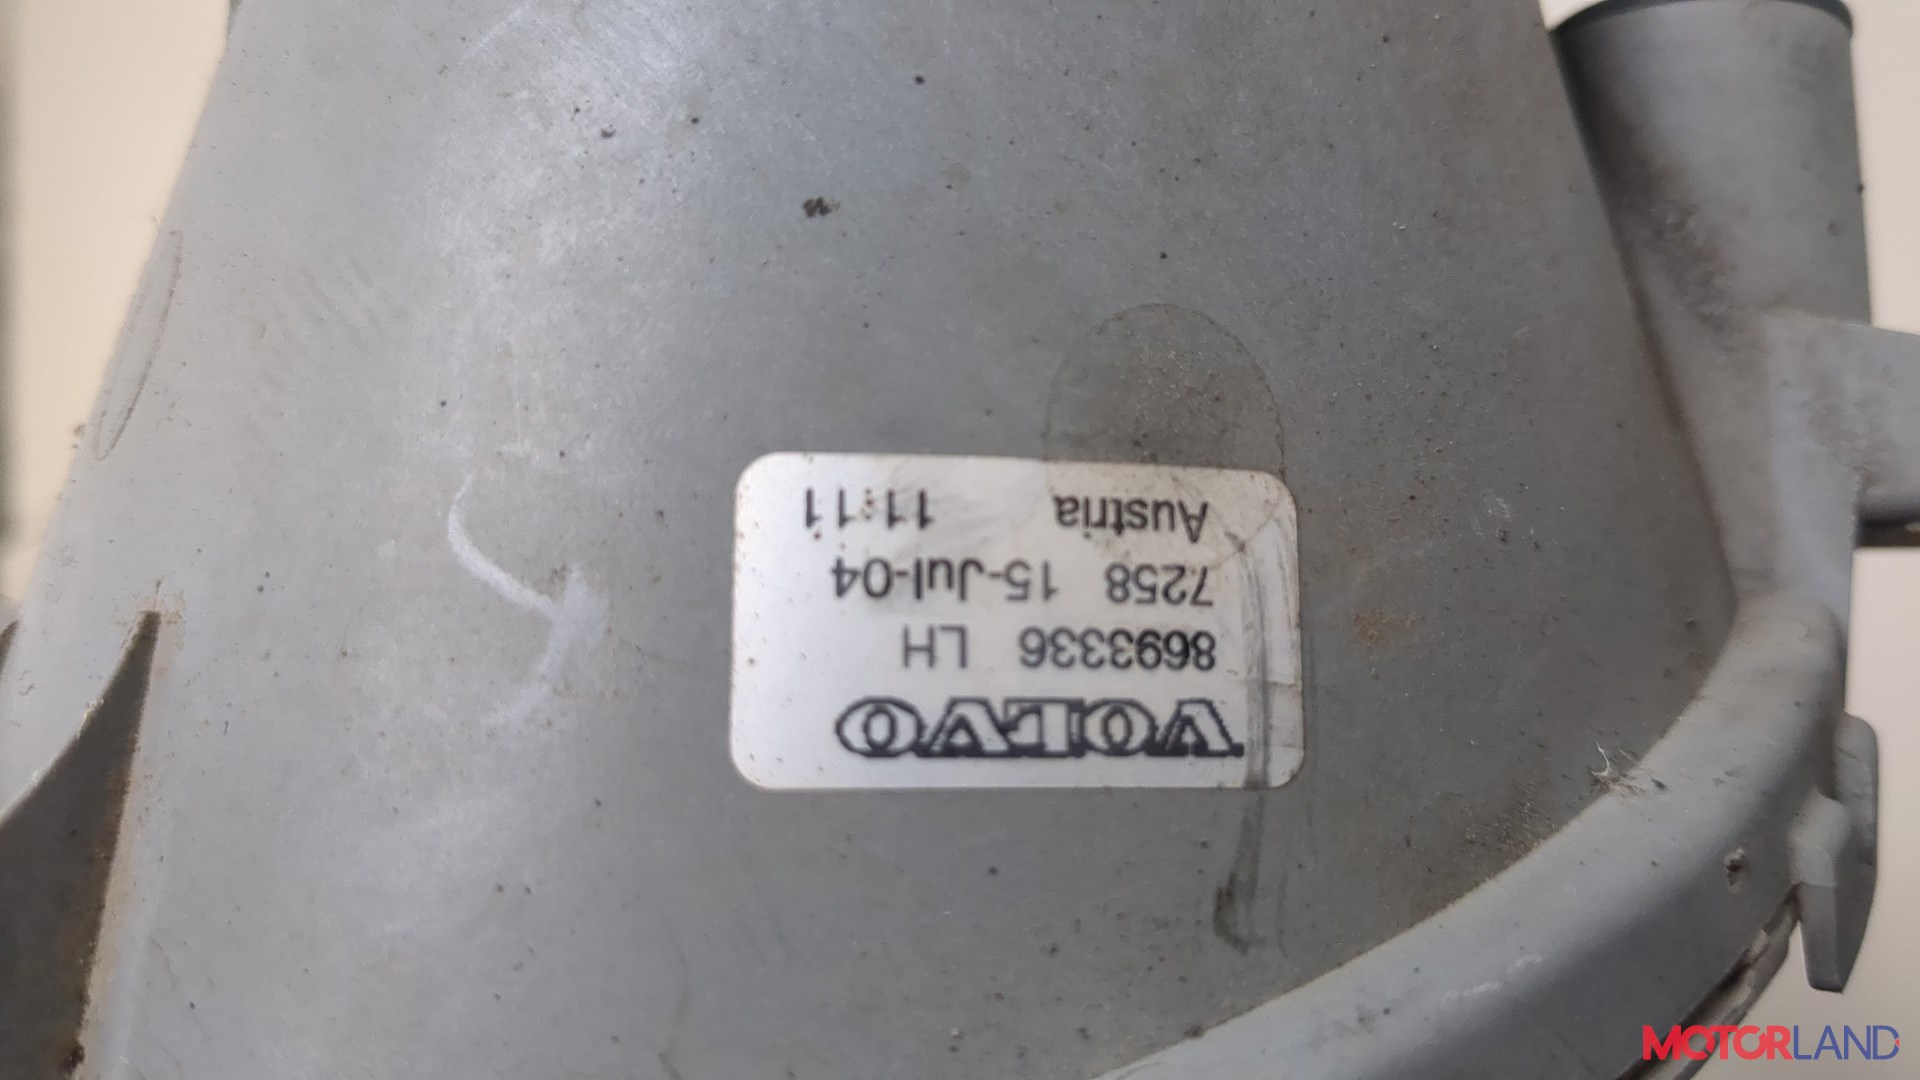 VOLVO
8693336 LH
7258 15-Jul-04
Austria 11:11
MOTORLAND